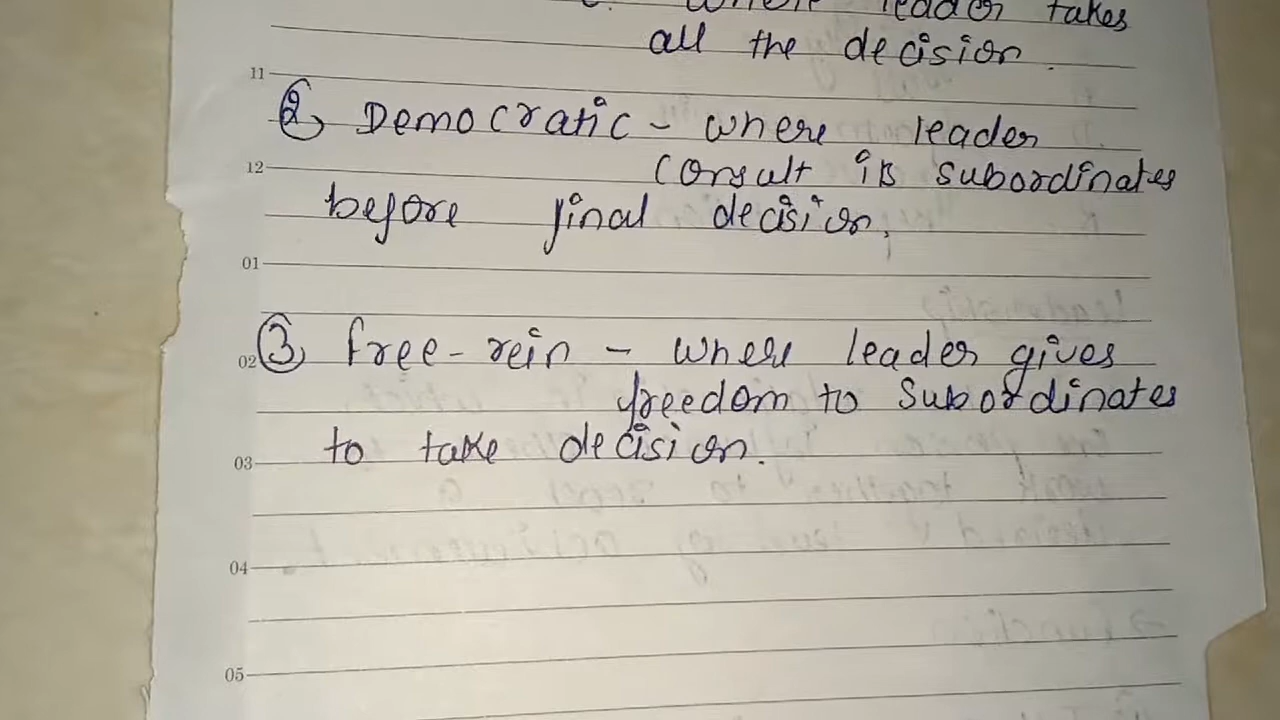 where leader takes
all the decision.
11
② Democratic - where leader
12
consult its subordinates
before final decision.
01
02
③ free-rein - where leader gives
freedom to subordinates
to take decision.
03
04
05